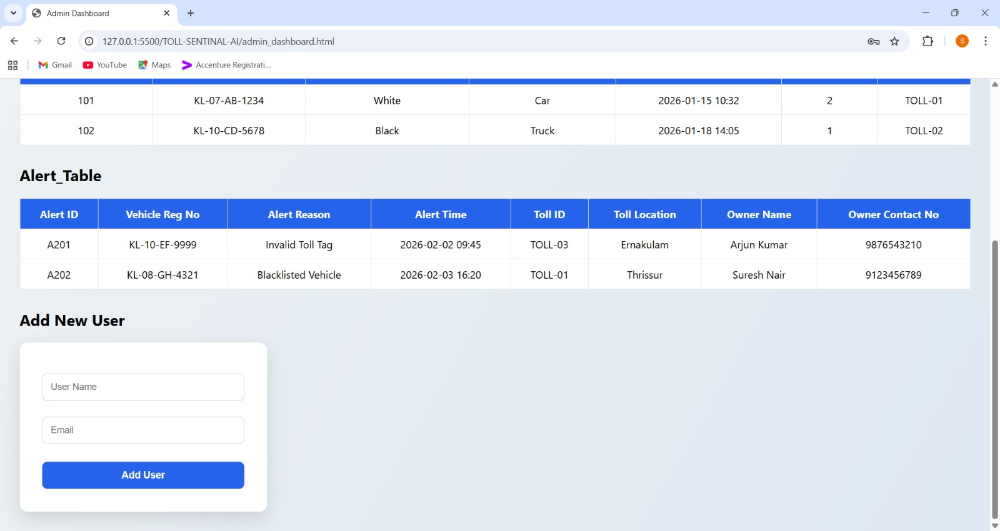 Admin Dashboard
127.0.0.1:5500/TOLL-SENTINAL-AI/admin_dashboard.html
S
Gmail YouTube Maps Accenture Registrati...
101 KL-07-AB-1234 White Car 2026-01-15 10:32 2 TOLL-01
102 KL-10-CD-5678 Black Truck 2026-01-18 14:05 1 TOLL-02
Alert_Table
Alert ID Vehicle Reg No Alert Reason Alert Time Toll ID Toll Location Owner Name Owner Contact No
A201 KL-10-EF-9999 Invalid Toll Tag 2026-02-02 09:45 TOLL-03 Ernakulam Arjun Kumar 9876543210
A202 KL-08-GH-4321 Blacklisted Vehicle 2026-02-03 16:20 TOLL-01 Thrissur Suresh Nair 9123456789
Add New User
User Name
Email
Add User